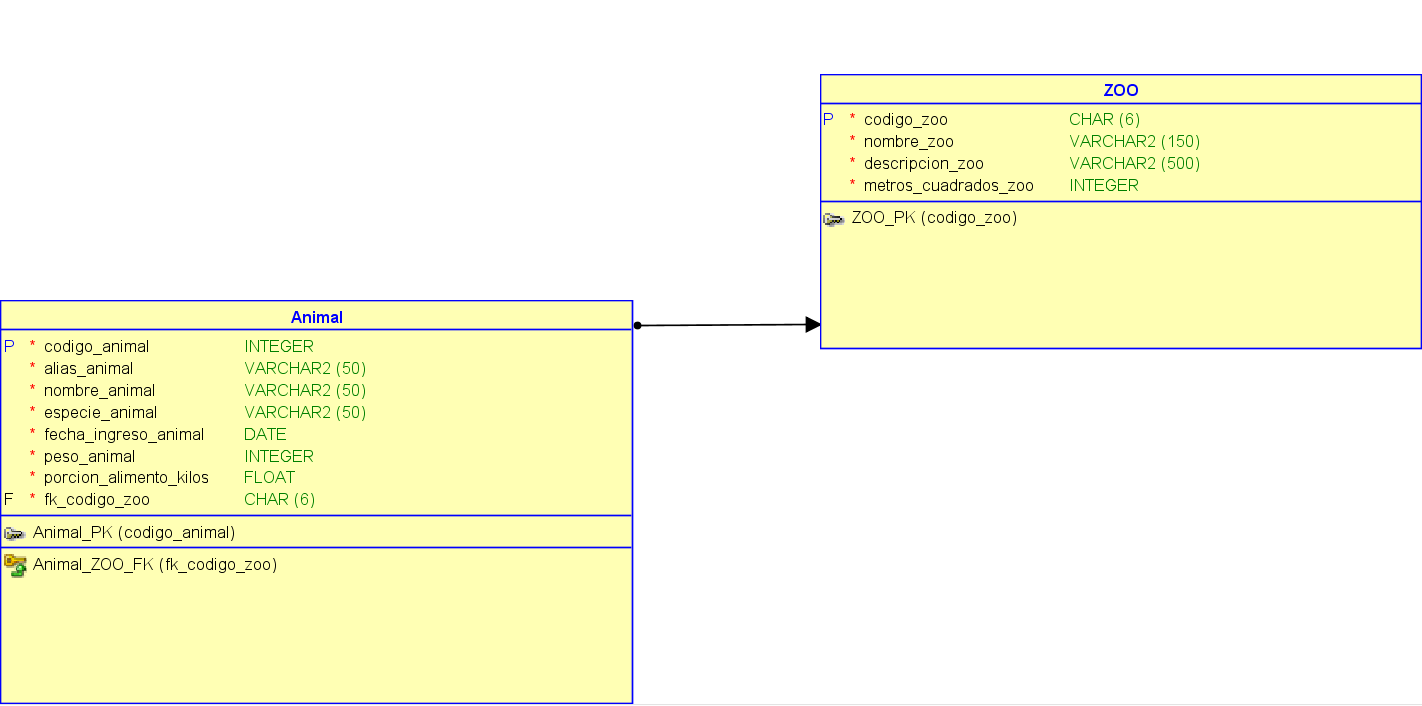 ZOO
P * codigo_zoo CHAR (6)
* nombre_zoo VARCHAR2 (150)
* descripcion_zoo VARCHAR2 (500)
* metros_cuadrados_zoo INTEGER
ZOO_PK (codigo_zoo)
Animal
P * codigo_animal INTEGER
* alias_animal VARCHAR2 (50)
* nombre_animal VARCHAR2 (50)
* especie_animal VARCHAR2 (50)
* fecha_ingreso_animal DATE
* peso_animal INTEGER
* porcion_alimento_kilos FLOAT
F * fk_codigo_zoo CHAR (6)
Animal_PK (codigo_animal)
Animal_ZOO_FK (fk_codigo_zoo)